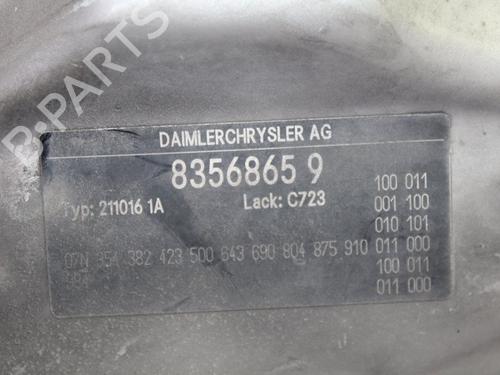 B-PARTS
DAIMLERCHRYSLER AG
8356865 9
Typ: 211016 1A Lack: C723
100 011
001 100
010 101
07N 354 382 423 500 643 690 804 875 910 011 000
100 011
994
011 000